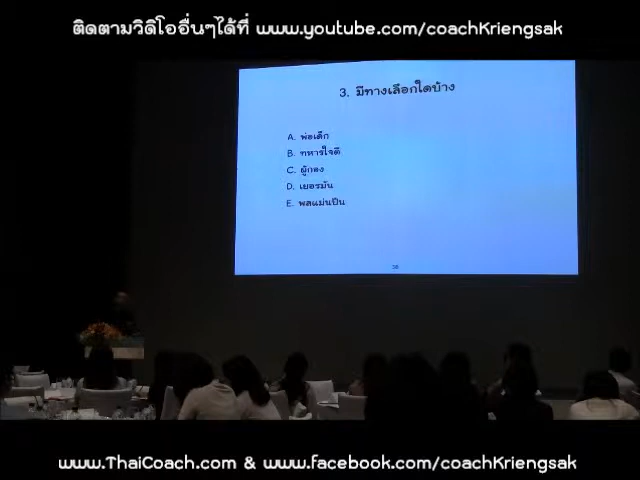 ติดตามวิดิโออื่นๆได้ที่ www.youtube.com/coachKriengsak
3. มีทางเลือกใดบ้าง
A. พ่อเด็ก
B. ทหารใจดี
C. ผู้กอง
D. เยอรมัน
E. พลแม่นปืน
www.ThaiCoach.com & www.facebook.com/coachKriengsak